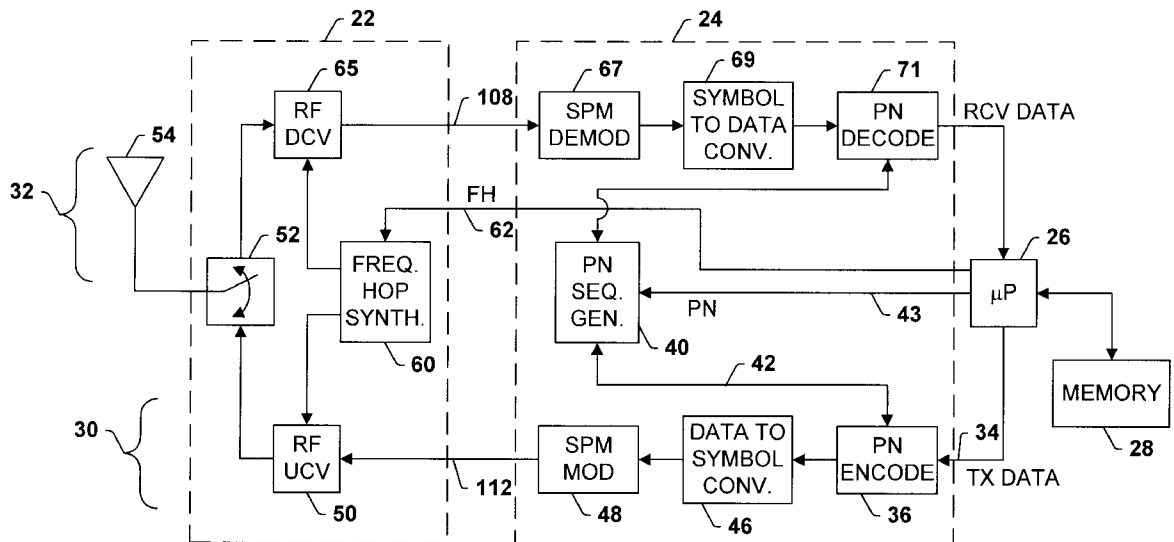 22
24
65
RF
DCV
108
67
SPM
DEMOD
69
SYMBOL
TO DATA
CONV.
71
PN
DECODE
RCV DATA
54
32
FH
62
52
FREQ.
HOP
SYNTH.
60
PN
SEQ.
GEN.
40
PN
43
26
µP
42
MEMORY
28
30
RF
UCV
50
112
SPM
MOD
48
DATA TO
SYMBOL
CONV.
46
PN
ENCODE
36
34
TX DATA